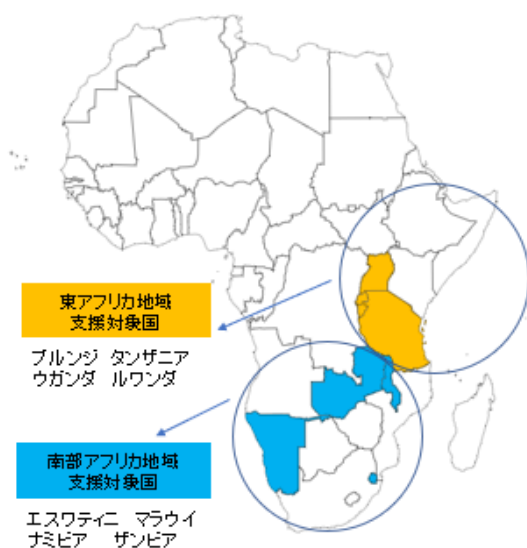 東アフリカ地域
支援対象国
ブルンジ タンザニア
ウガンダ ルワンダ
南部アフリカ地域
支援対象国
エスワティニ マラウイ
ナミビア ザンビア